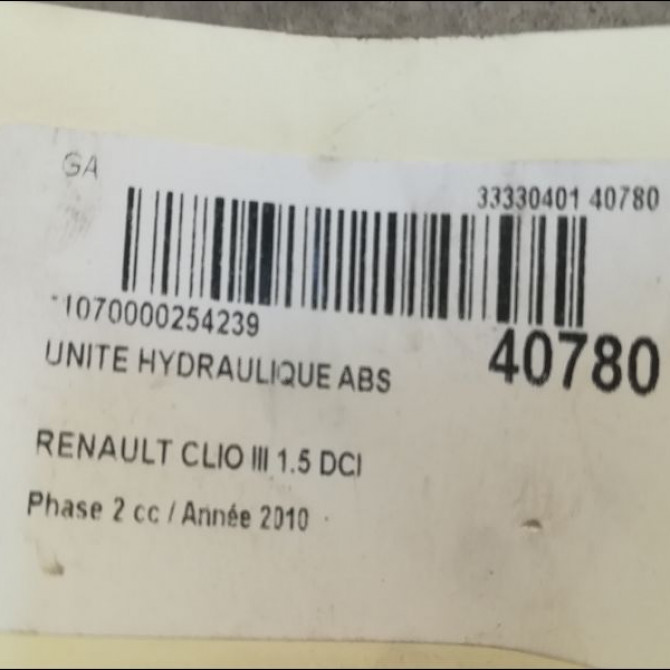 GA
33330401 40780
1070000254239
40780
UNITE HYDRAULIQUE ABS
RENAULT CLIO III 1.5 DCI
Phase 2 cc / Année 2010